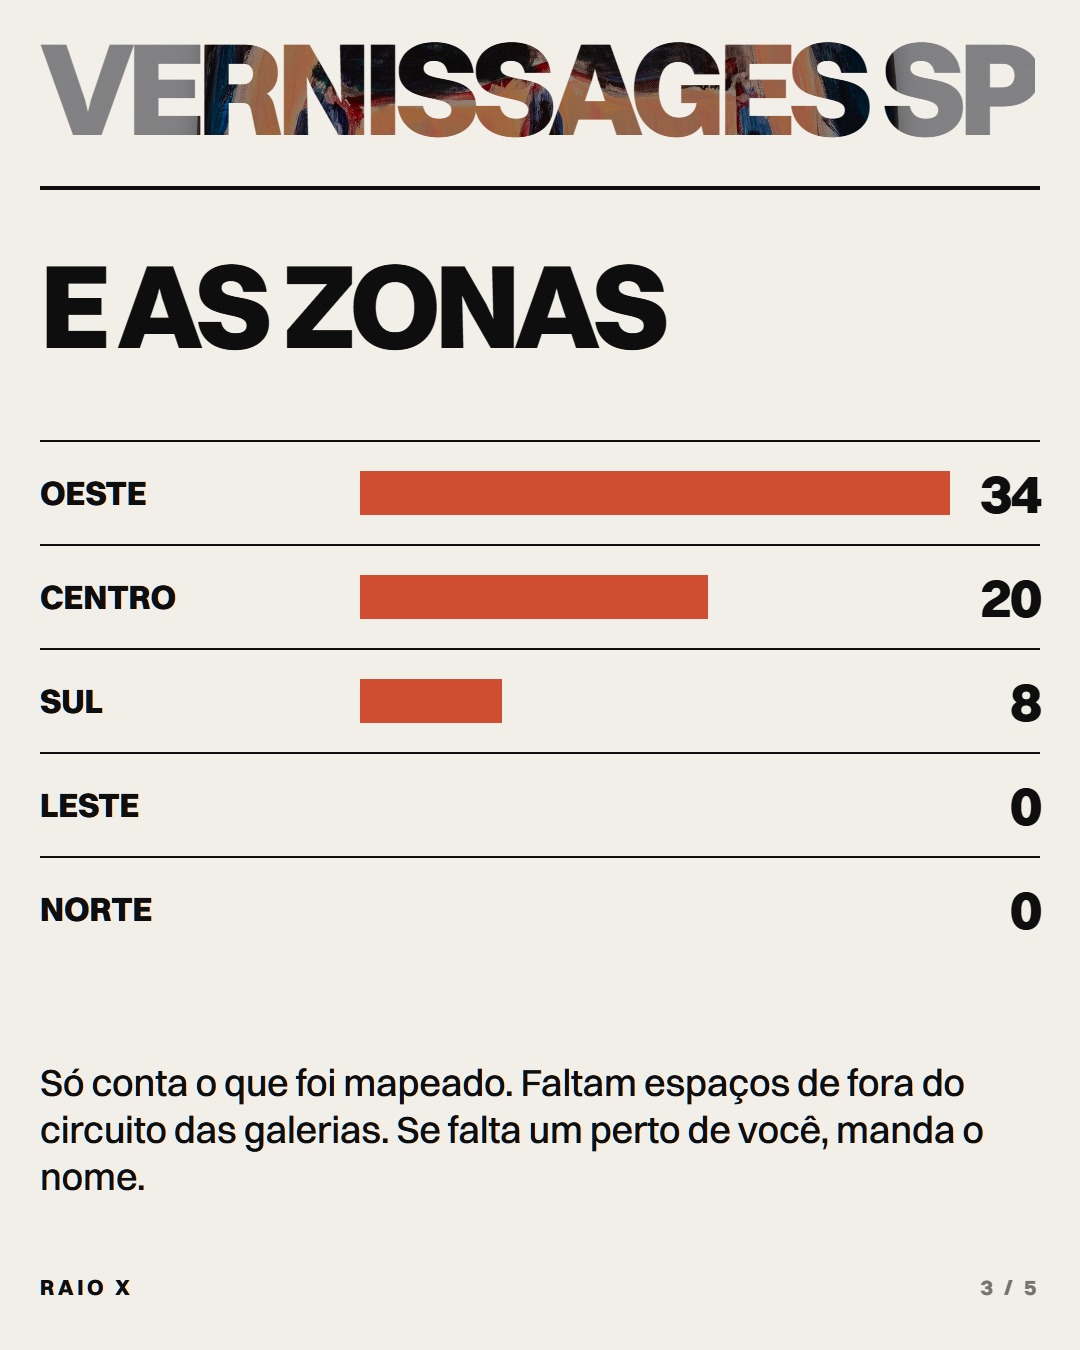 VERNISSAGES SP
E AS ZONAS
OESTE 34
CENTRO 20
SUL 8
LESTE 0
NORTE 0
Só conta o que foi mapeado. Faltam espaços de fora do
circuito das galerias. Se falta um perto de você, manda o
nome.
RAIO X 3 / 5